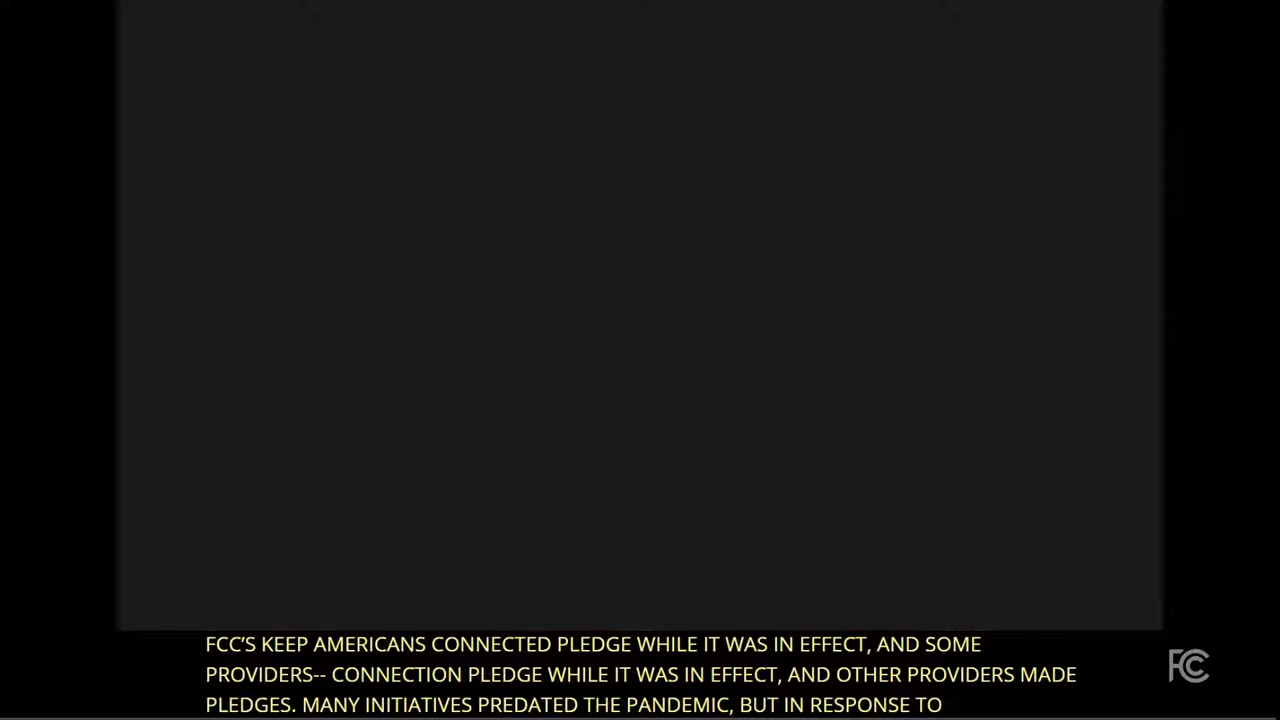 FCC’S KEEP AMERICANS CONNECTED PLEDGE WHILE IT WAS IN EFFECT, AND SOME
PROVIDERS-- CONNECTION PLEDGE WHILE IT WAS IN EFFECT, AND OTHER PROVIDERS MADE
FCC
PLEDGES. MANY INITIATIVES PREDATED THE PANDEMIC, BUT IN RESPONSE TO